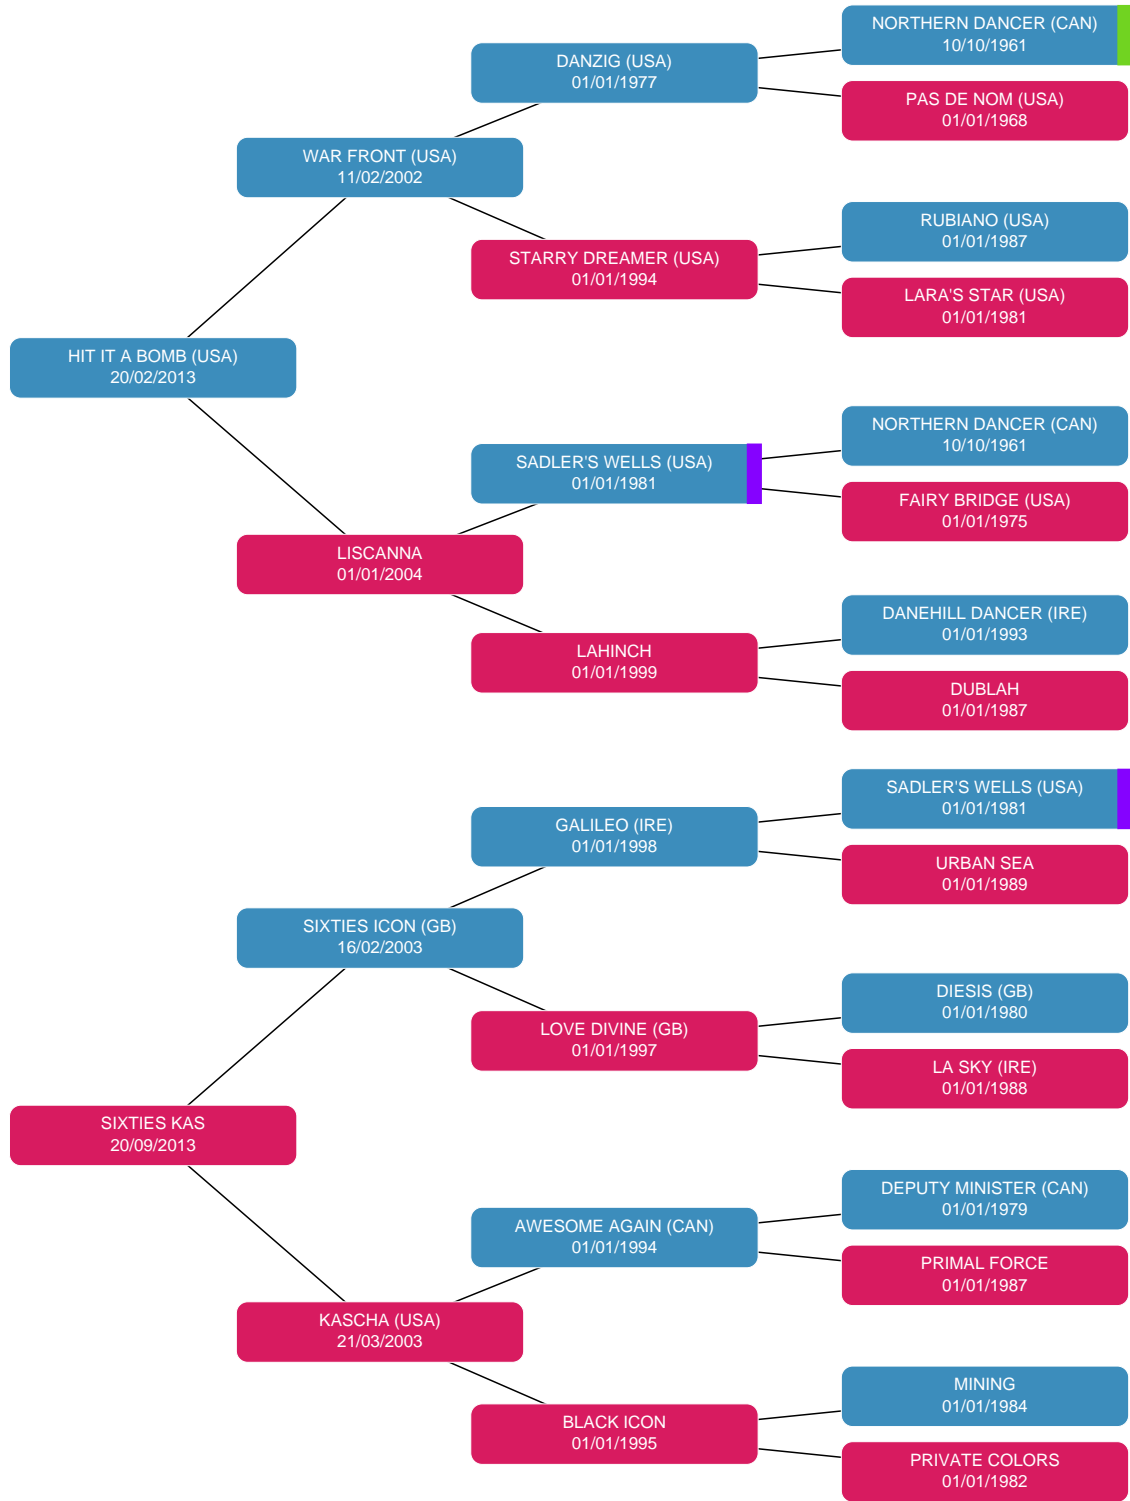 NORTHERN DANCER (CAN)
10/10/1961
DANZIG (USA)
01/01/1977
PAS DE NOM (USA)
01/01/1968
WAR FRONT (USA)
11/02/2002
RUBIANO (USA)
01/01/1987
STARRY DREAMER (USA)
01/01/1994
LARA'S STAR (USA)
01/01/1981
HIT IT A BOMB (USA)
20/02/2013
NORTHERN DANCER (CAN)
10/10/1961
SADLER'S WELLS (USA)
01/01/1981
FAIRY BRIDGE (USA)
01/01/1975
LISCANNA
01/01/2004
DANEHILL DANCER (IRE)
01/01/1993
LAHINCH
01/01/1999
DUBLAH
01/01/1987
SADLER'S WELLS (USA)
01/01/1981
GALILEO (IRE)
01/01/1998
URBAN SEA
01/01/1989
SIXTIES ICON (GB)
16/02/2003
DIESIS (GB)
01/01/1980
LOVE DIVINE (GB)
01/01/1997
LA SKY (IRE)
01/01/1988
SIXTIES KAS
20/09/2013
DEPUTY MINISTER (CAN)
01/01/1979
AWESOME AGAIN (CAN)
01/01/1994
PRIMAL FORCE
01/01/1987
KASCHA (USA)
21/03/2003
MINING
01/01/1984
BLACK ICON
01/01/1995
PRIVATE COLORS
01/01/1982